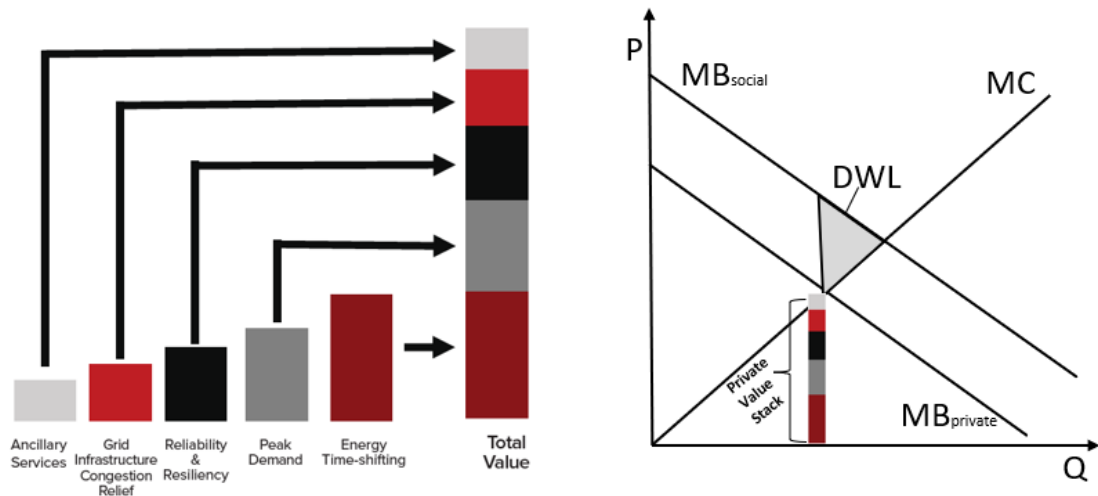 Ancillary
Services
Grid
Infrastructure
Congestion
Relief
Reliability
&
Resiliency
Peak
Demand
Energy
Time-shifting
Total
Value
P
MBsocial
MC
DWL
Private
Value
Stack
MBprivate
Q